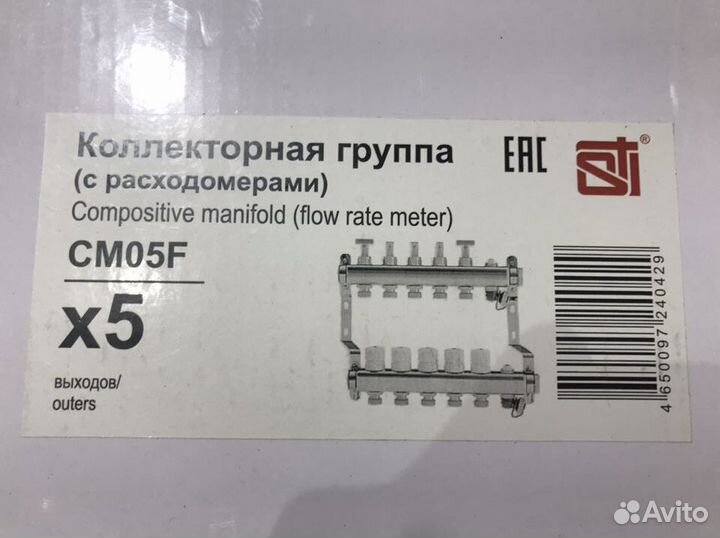 Коллекторная группа
(с расходомерами)
Compositive manifold (flow rate meter)
CM05F
x5
выходов/
outers
EAC
STI®
4 650097 240429
Avito